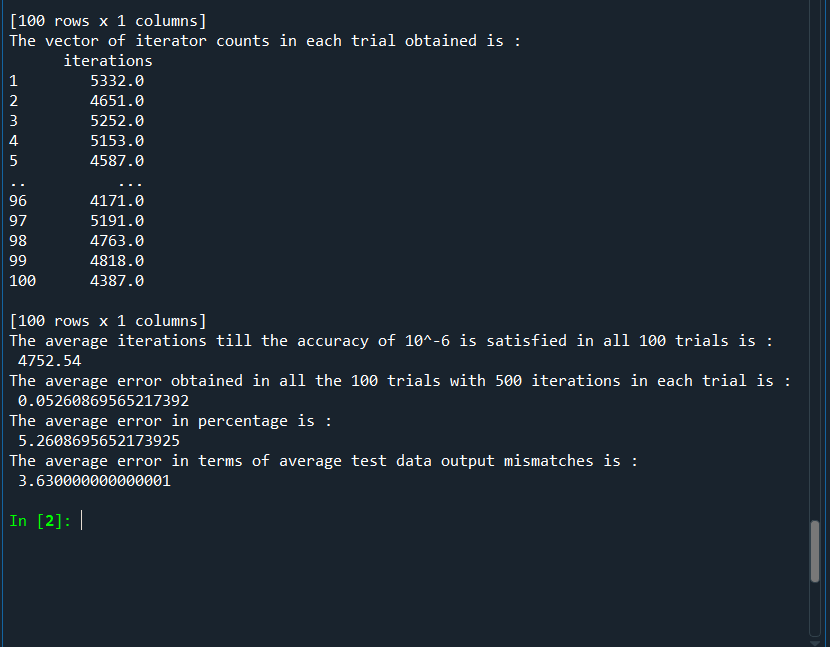 [100 rows x 1 columns]
The vector of iterator counts in each trial obtained is :
iterations
1 5332.0
2 4651.0
3 5252.0
4 5153.0
5 4587.0
.. ...
96 4171.0
97 5191.0
98 4763.0
99 4818.0
100 4387.0
[100 rows x 1 columns]
The average iterations till the accuracy of 10^-6 is satisfied in all 100 trials is :
4752.54
The average error obtained in all the 100 trials with 500 iterations in each trial is :
0.05260869565217392
The average error in percentage is :
5.2608695652173925
The average error in terms of average test data output mismatches is :
3.630000000000001
In [2]: